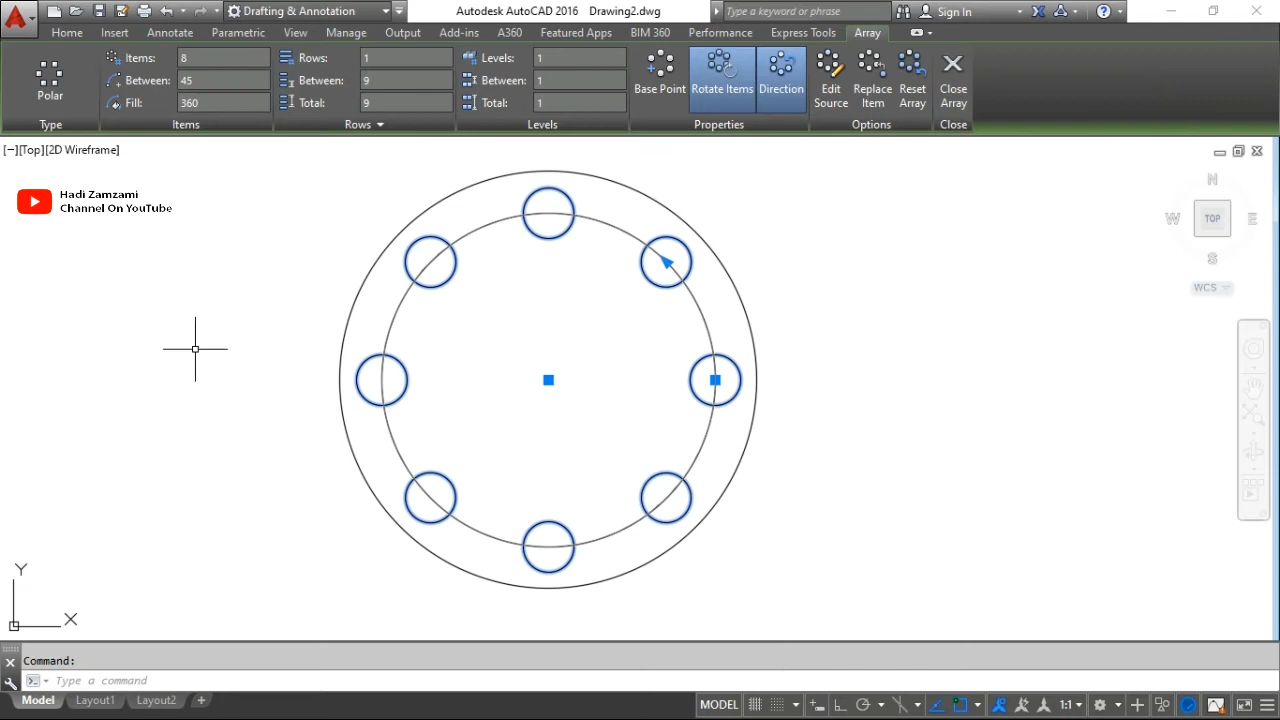 Drafting & Annotation
Autodesk AutoCAD 2016 Drawing2.dwg
Type a keyword or phrase
Sign In
Home Insert Annotate Parametric View Manage Output Add-ins A360 Featured Apps BIM 360 Performance Express Tools Array
Items: 8 Rows: 1 Levels: 1
Between: 45 Between: 9 Between: 1
Fill: 360 Total: 9 Total: 1
Polar
Base Point Rotate Items Direction
Edit Source
Replace Item
Reset Array
Close Array
Type Items Rows Levels Properties Options Close
[−][Top][2D Wireframe]
Hadi Zamzami
Channel On YouTube
N
W TOP E
S
WCS
Y
X
Command:
Type a command
Model Layout1 Layout2 +
MODEL 1:1